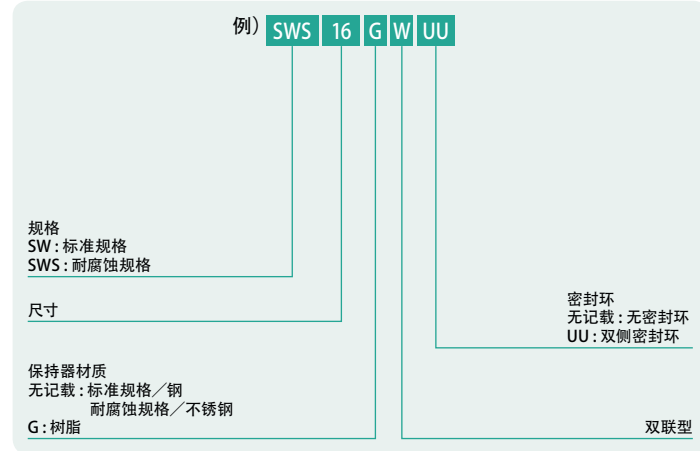 例) SWS 16 G W UU
规格
SW : 标准规格
SWS : 耐腐蚀规格
尺寸
密封环
无记载 : 无密封环
UU : 双侧密封环
保持器材质
无记载 : 标准规格／钢
耐腐蚀规格／不锈钢
G : 树脂
双联型